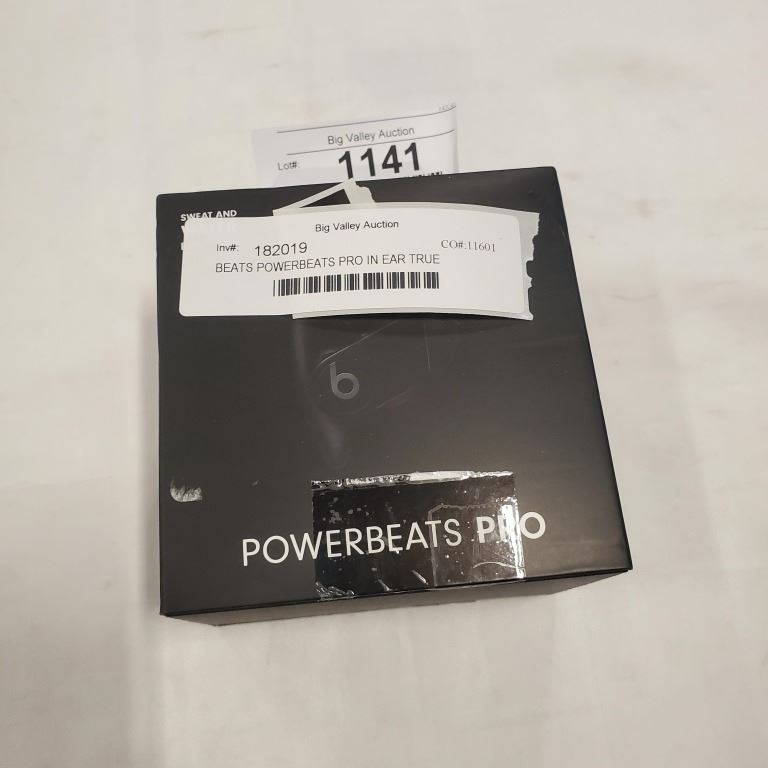 Big Valley Auction
Lot#: 1141
SWEAT AND
Big Valley Auction
Inv#: 182019 CO#:11601
BEATS POWERBEATS PRO IN EAR TRUE
b
POWERBEATS PRO